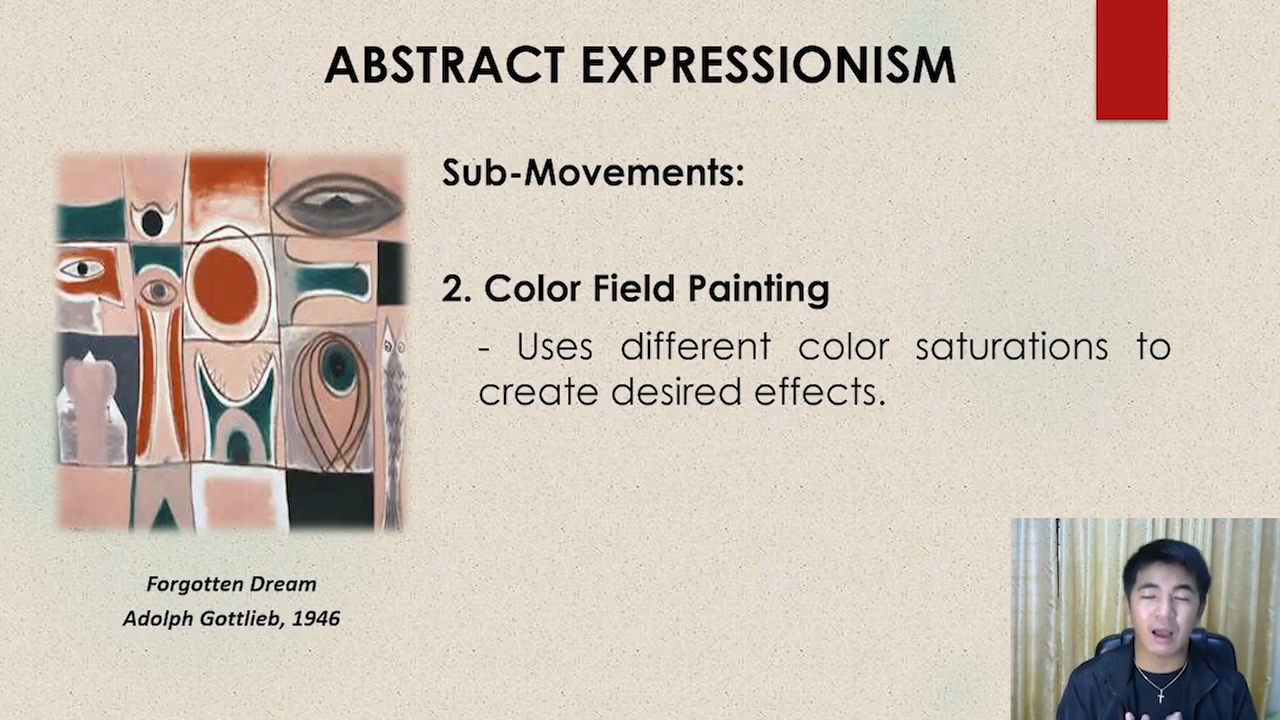 ABSTRACT EXPRESSIONISM
Sub-Movements:
2. Color Field Painting
- Uses different color saturations to
create desired effects.
Forgotten Dream
Adolph Gottlieb, 1946